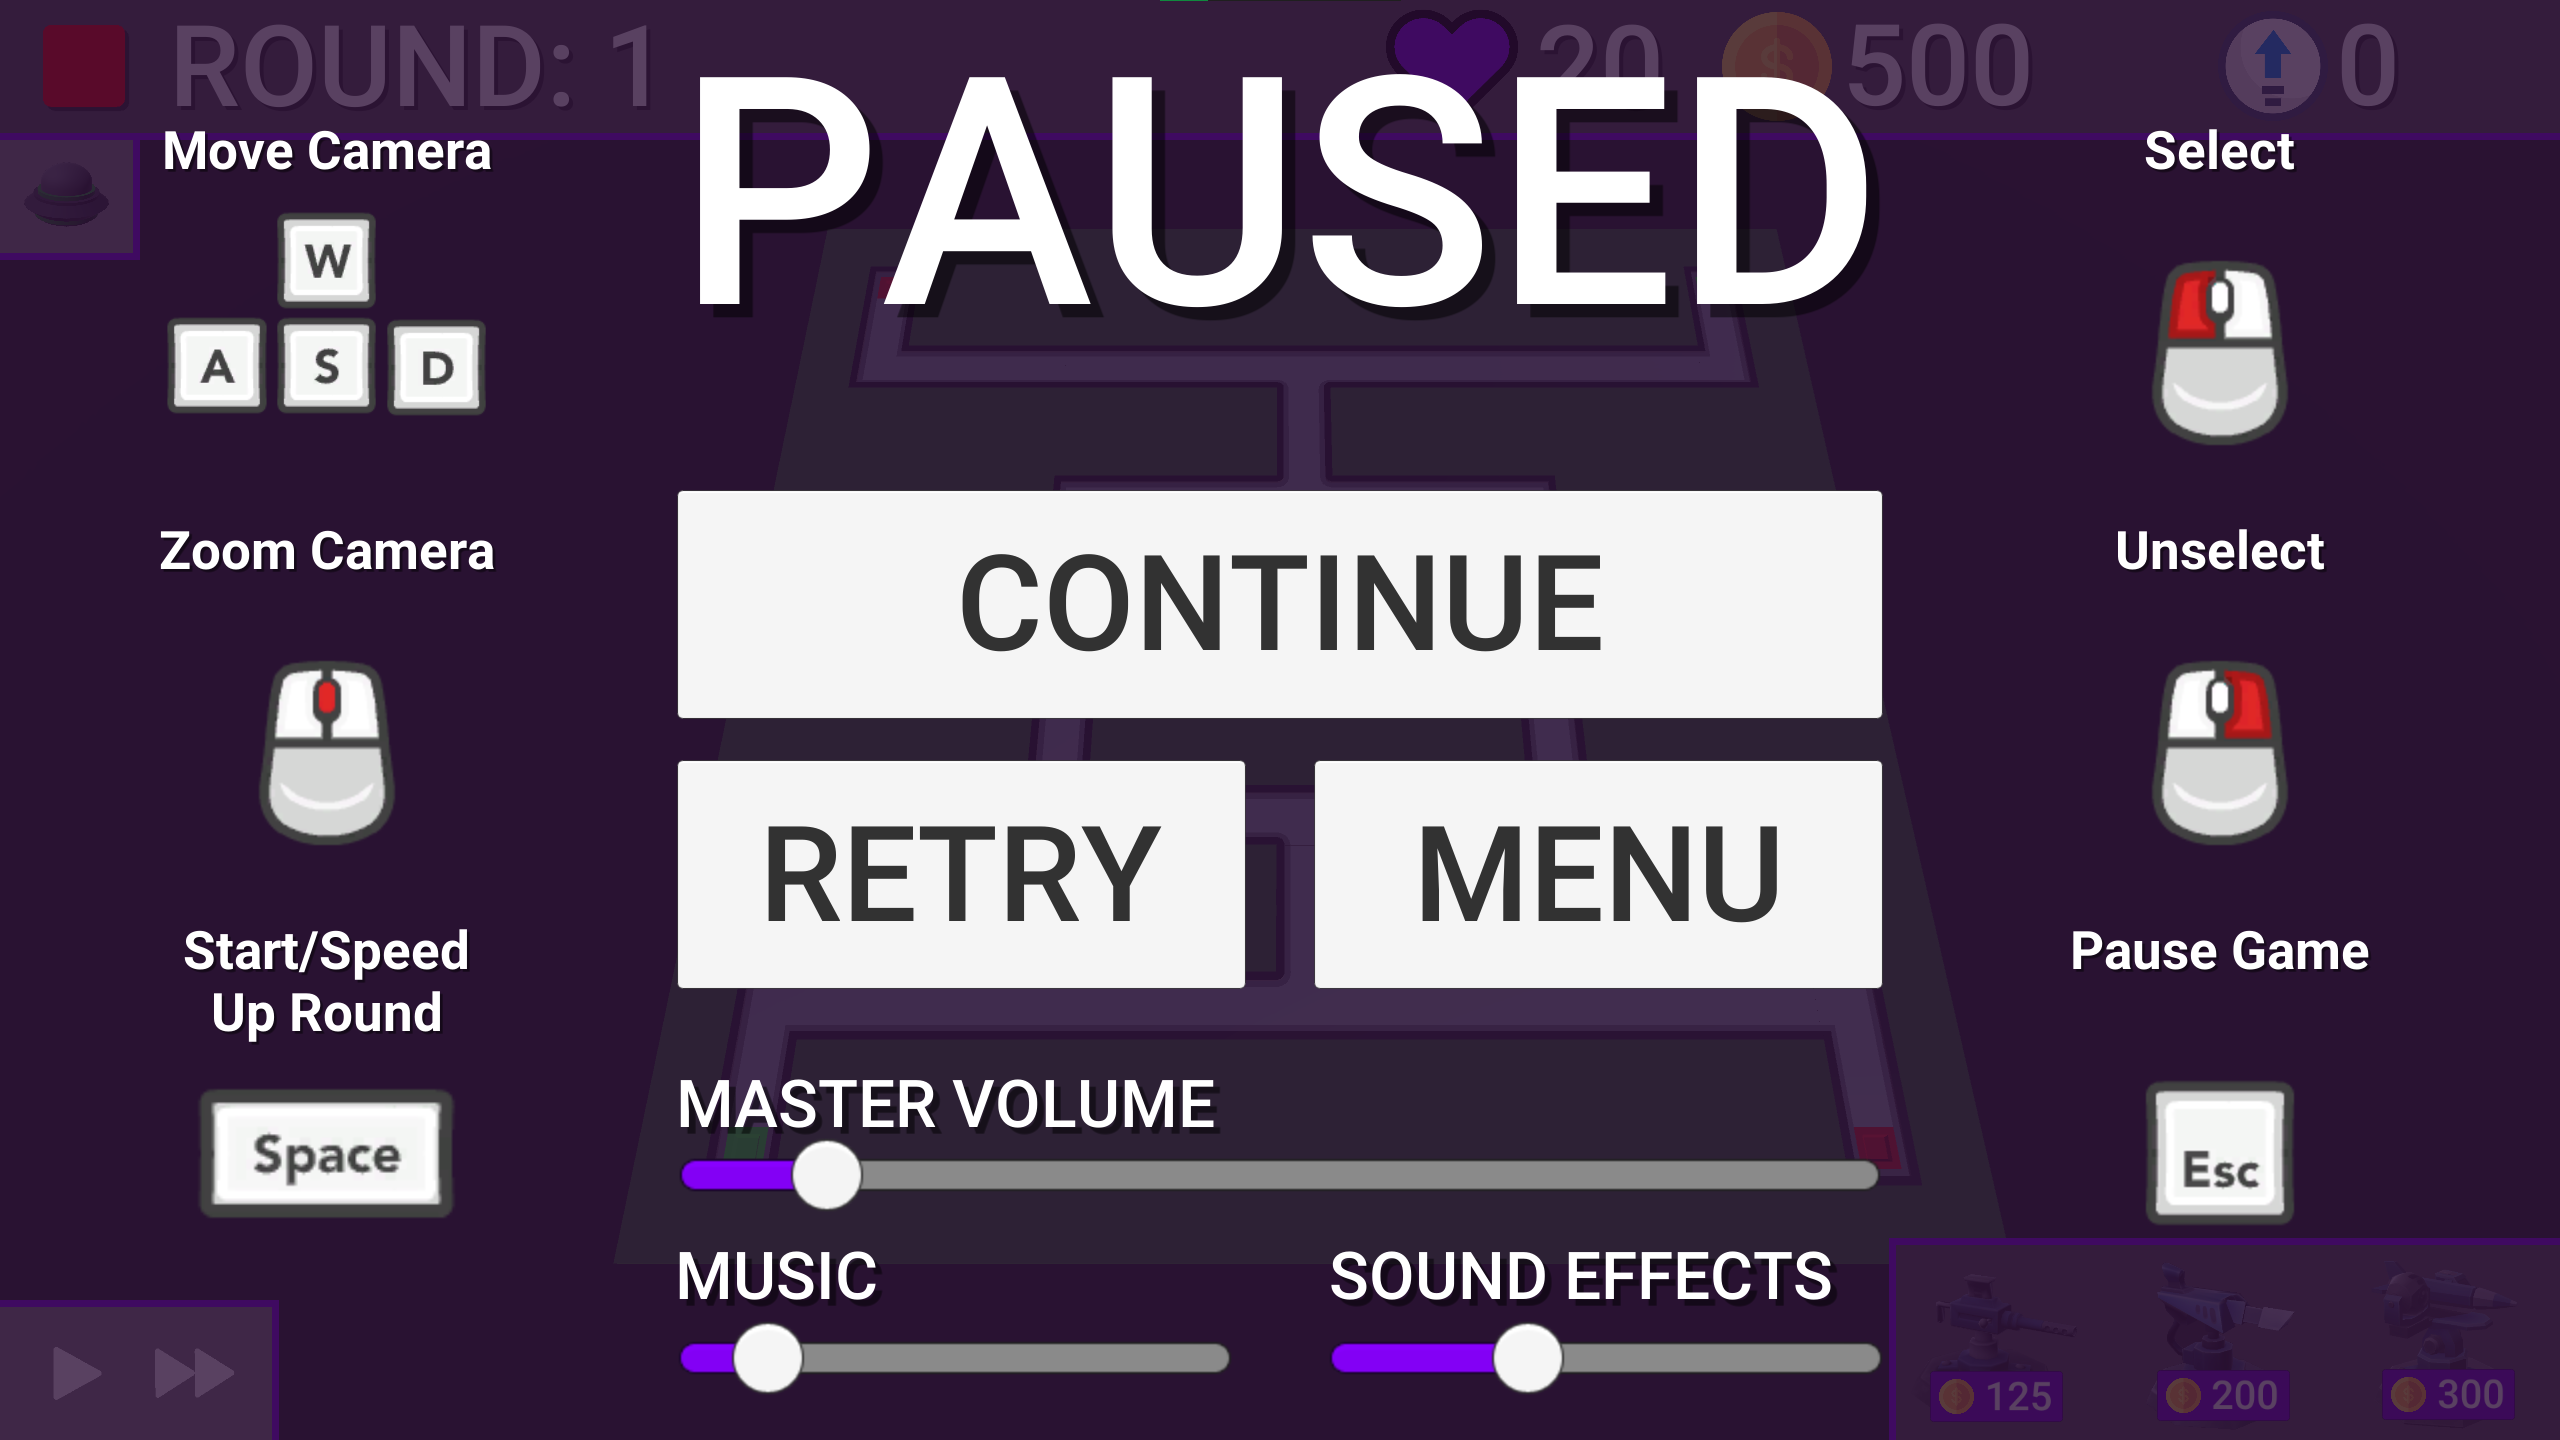 ROUND: 1
20
500
0
PAUSED
Move Camera
W
A S D
Zoom Camera
Start/Speed
Up Round
Space
CONTINUE
RETRY
MENU
MASTER VOLUME
MUSIC
SOUND EFFECTS
Select
Unselect
Pause Game
Esc
$ 125
$ 200
$ 300